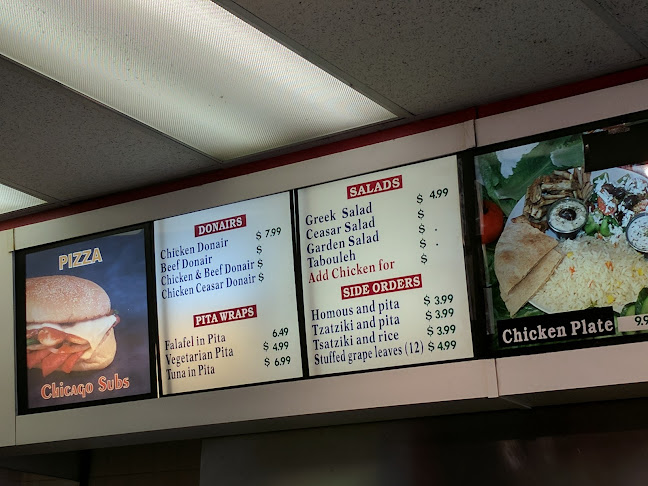 PIZZA
Chicago Subs
DONAIRS
Chicken Donair $ 7.99
Beef Donair $
Chicken & Beef Donair $
Chicken Ceasar Donair $
PITA WRAPS
Falafel in Pita 6.49
Vegetarian Pita $ 4.99
Tuna in Pita $ 6.99
SALADS
Greek Salad $ 4.99
Ceasar Salad $
Garden Salad $ .
Tabouleh $
Add Chicken for $
SIDE ORDERS
Homous and pita $ 3.99
Tzatziki and pita $ 3.99
Tsatziki and rice $ 3.99
Stuffed grape leaves (12) $ 4.99
Chicken Plate